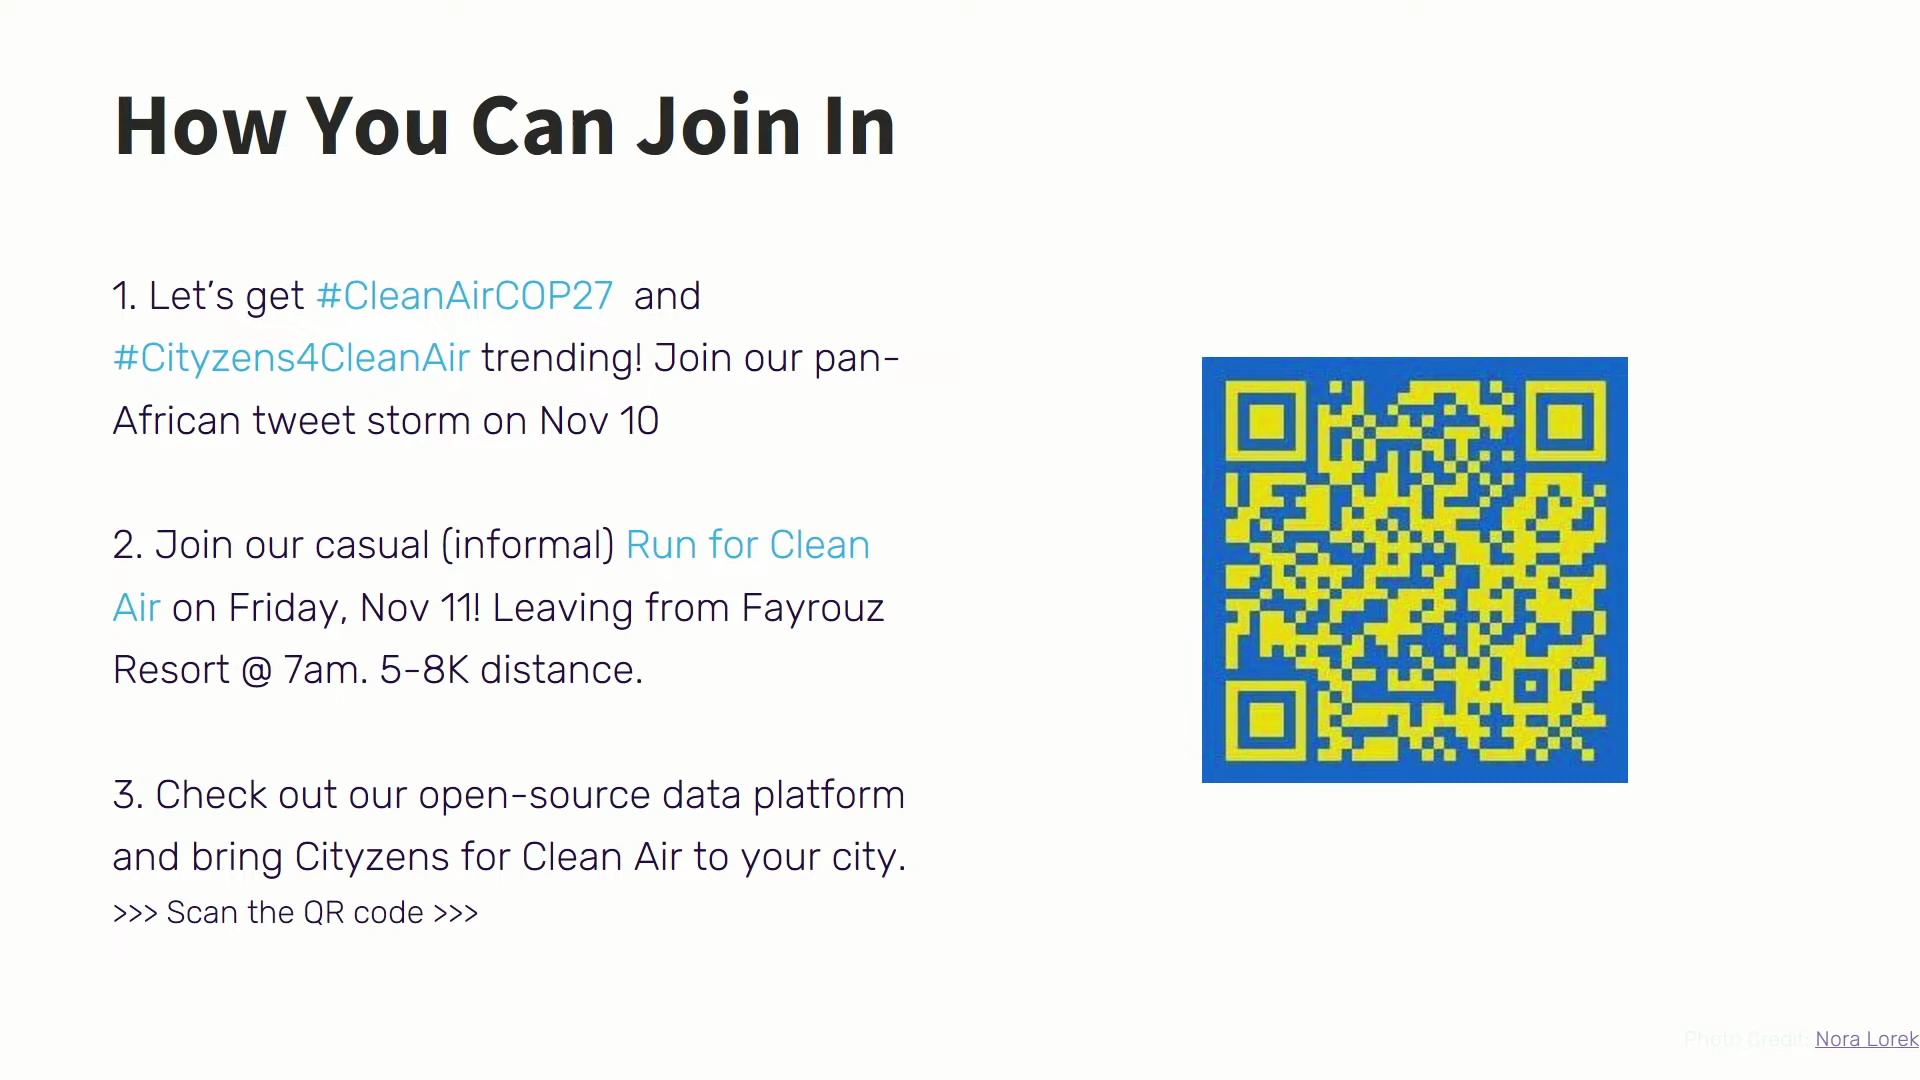 How You Can Join In
1. Let’s get #CleanAirCOP27 and
#Cityzens4CleanAir trending! Join our pan-
African tweet storm on Nov 10
2. Join our casual (informal) Run for Clean
Air on Friday, Nov 11! Leaving from Fayrouz
Resort @ 7am. 5-8K distance.
3. Check out our open-source data platform
and bring Cityzens for Clean Air to your city.
>>> Scan the QR code >>>
Photo Credit: Nora Lorek